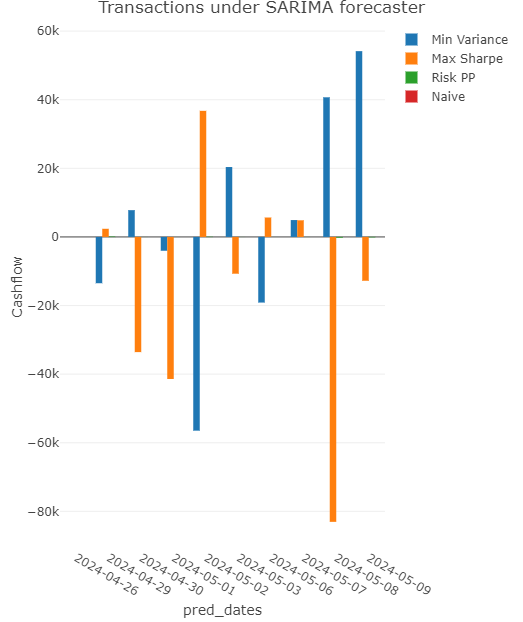 Transactions under SARIMA forecaster
60k
40k
20k
0
−20k
−40k
−60k
−80k
Cashflow
2024-04-26
2024-04-29
2024-04-30
2024-05-01
2024-05-02
2024-05-03
2024-05-06
2024-05-07
2024-05-08
2024-05-09
pred_dates
Min Variance
Max Sharpe
Risk PP
Naive